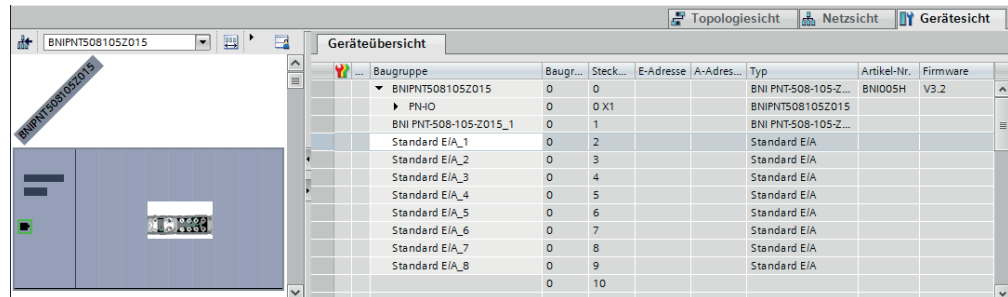 Topologiesicht Netzsicht Gerätesicht
BNIPNT508105Z015
Geräteübersicht
BNIPNT508105Z015
... Baugruppe Baugr... Steck... E-Adresse A-Adres... Typ Artikel-Nr. Firmware
BNIPNT508105Z015 0 0 BNI PNT-508-105-Z... BNI005H V3.2
PN-IO 0 0 X1 BNIPNT508105Z015
BNI PNT-508-105-Z015_1 0 1 BNI PNT-508-105-Z...
Standard E/A_1 0 2 Standard E/A
Standard E/A_2 0 3 Standard E/A
Standard E/A_3 0 4 Standard E/A
Standard E/A_4 0 5 Standard E/A
Standard E/A_5 0 6 Standard E/A
Standard E/A_6 0 7 Standard E/A
Standard E/A_7 0 8 Standard E/A
Standard E/A_8 0 9 Standard E/A
0 10